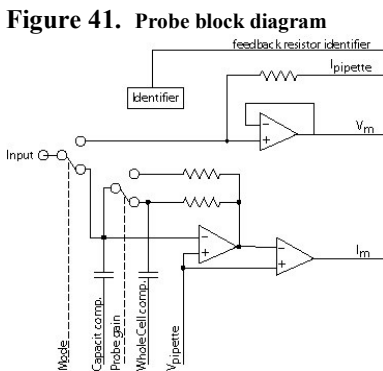 Figure 41. Probe block diagram
feedback resistor identifier
Ipipette
Identifier
Vm
Input
Im
Mode
Capacit comp.
Probe gain
WholeCell comp.
Vpipette